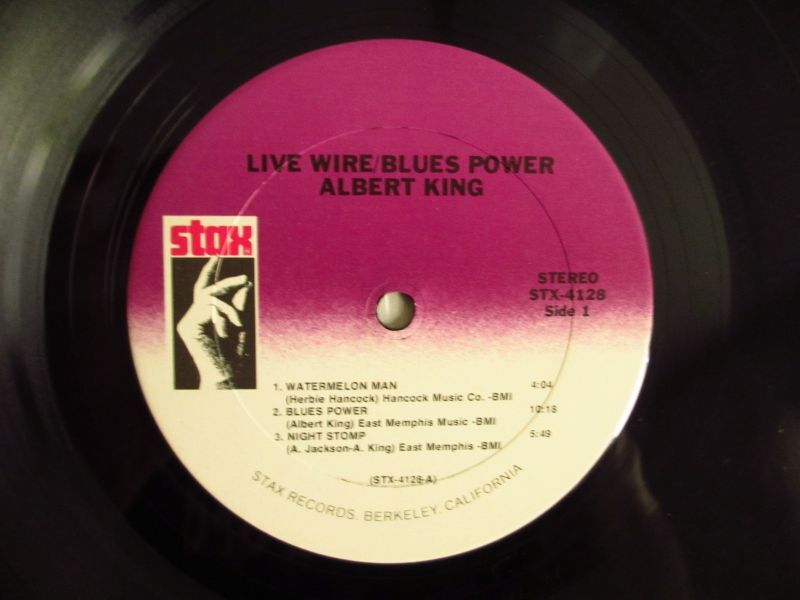 LIVE WIRE/BLUES POWER
ALBERT KING
stax
STEREO
STX-4128
Side 1
1. WATERMELON MAN 4:04
(Herbie Hancock) Hancock Music Co. -BMI
2. BLUES POWER 10:18
(Albert King) East Memphis Music -BMI
3. NIGHT STOMP 5:49
(A. Jackson-A. King) East Memphis -BMI
(STX-4128-A)
STAX RECORDS, BERKELEY, CALIFORNIA